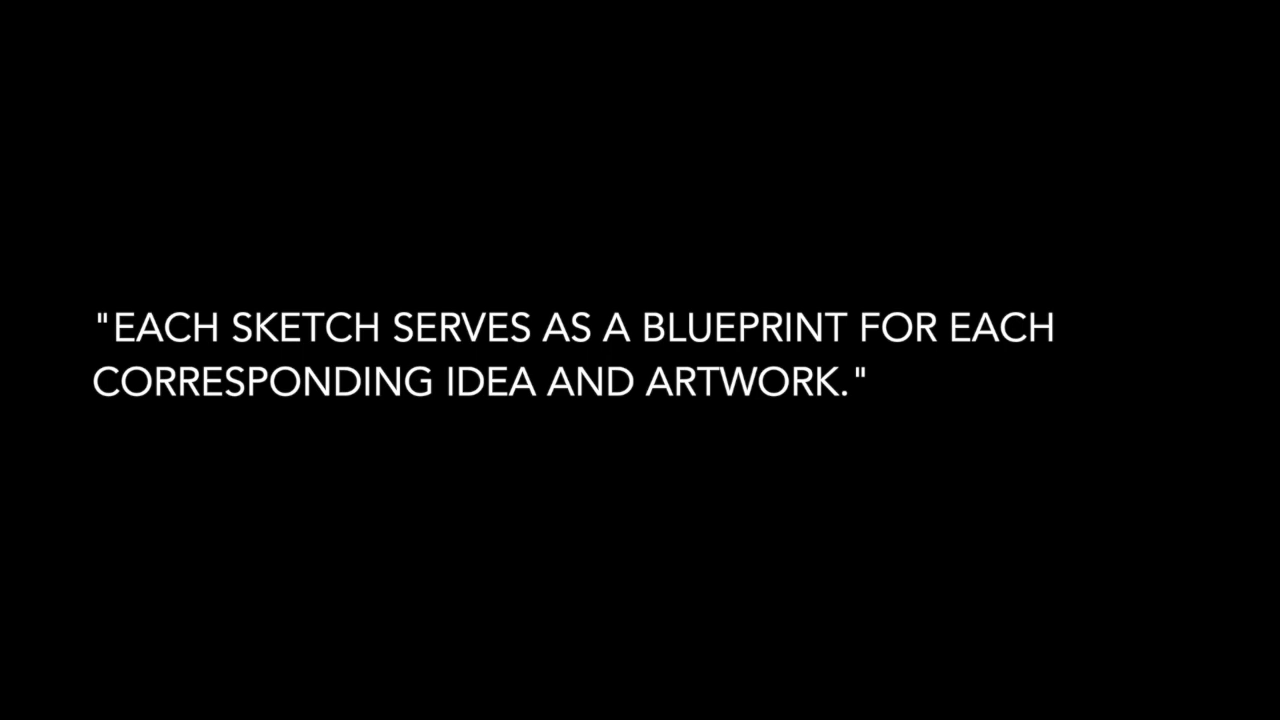 "EACH SKETCH SERVES AS A BLUEPRINT FOR EACH
CORRESPONDING IDEA AND ARTWORK."